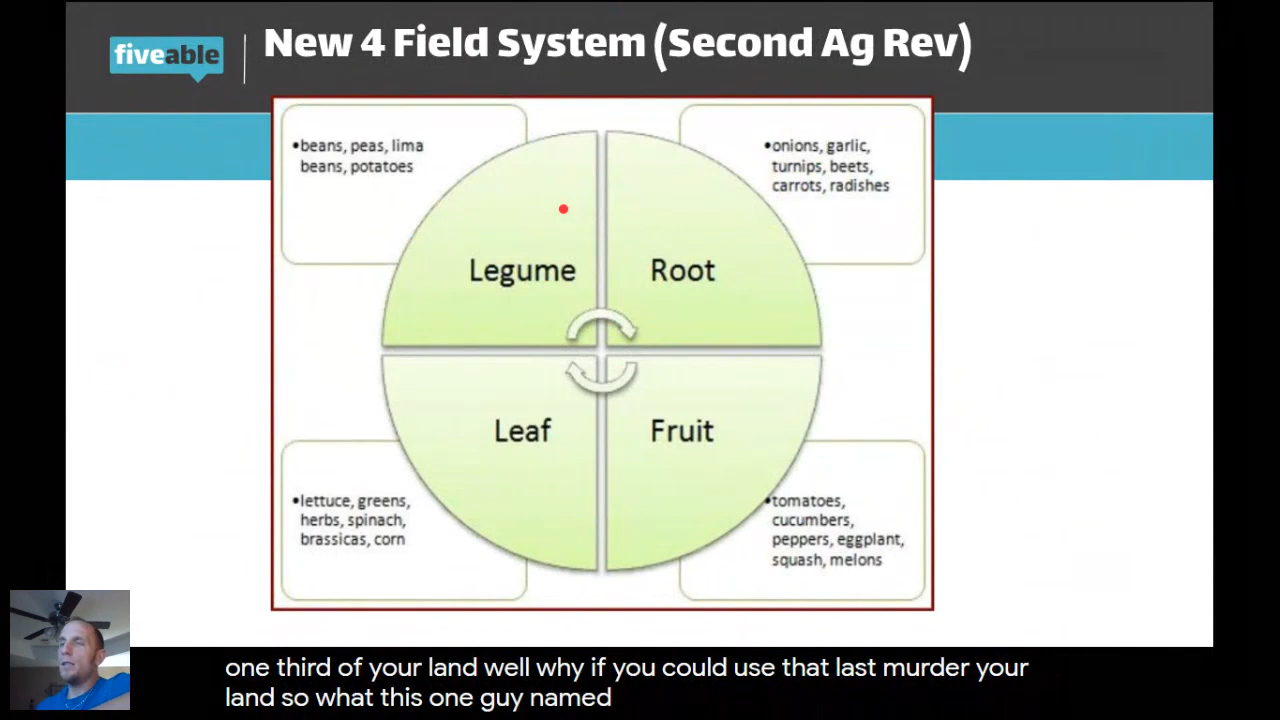 fiveable
New 4 Field System (Second Ag Rev)
•beans, peas, lima
beans, potatoes
•onions, garlic,
turnips, beets,
carrots, radishes
Legume
Root
Leaf
Fruit
•lettuce, greens,
herbs, spinach,
brassicas, corn
•tomatoes,
cucumbers,
peppers, eggplant,
squash, melons
one third of your land well why if you could use that last murder your
land so what this one guy named